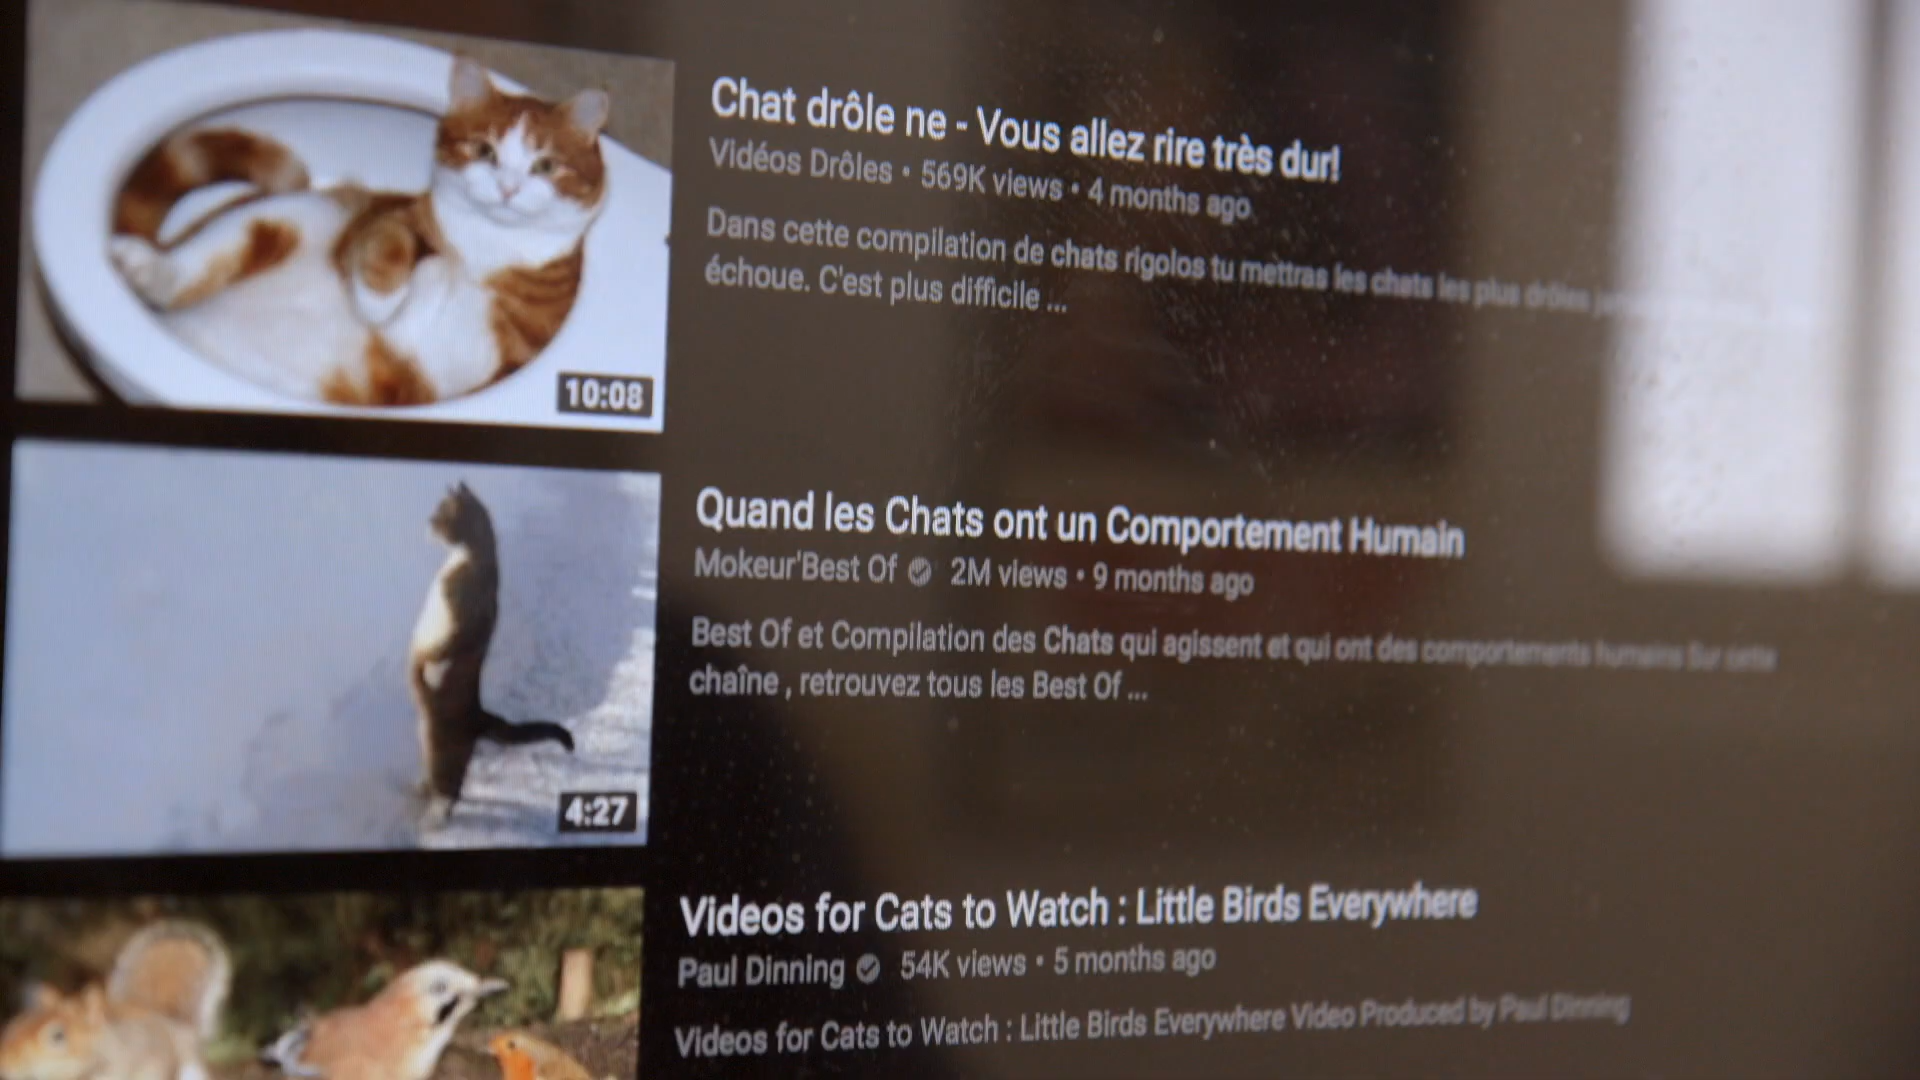 Chat drôle ne - Vous allez rire très dur!
Vidéos Drôles • 569K views • 4 months ago
Dans cette compilation de chats rigolos tu mettras les chats les plus drôles
échoue. C'est plus difficile ...
10:08
Quand les Chats ont un Comportement Humain
Mokeur'Best Of 2M views • 9 months ago
Best Of et Compilation des Chats qui agissent et qui ont des comportements humains Sur cette
chaîne , retrouvez tous les Best Of ...
4:27
Videos for Cats to Watch : Little Birds Everywhere
Paul Dinning 54K views • 5 months ago
Videos for Cats to Watch : Little Birds Everywhere Video Produced by Paul Dinning